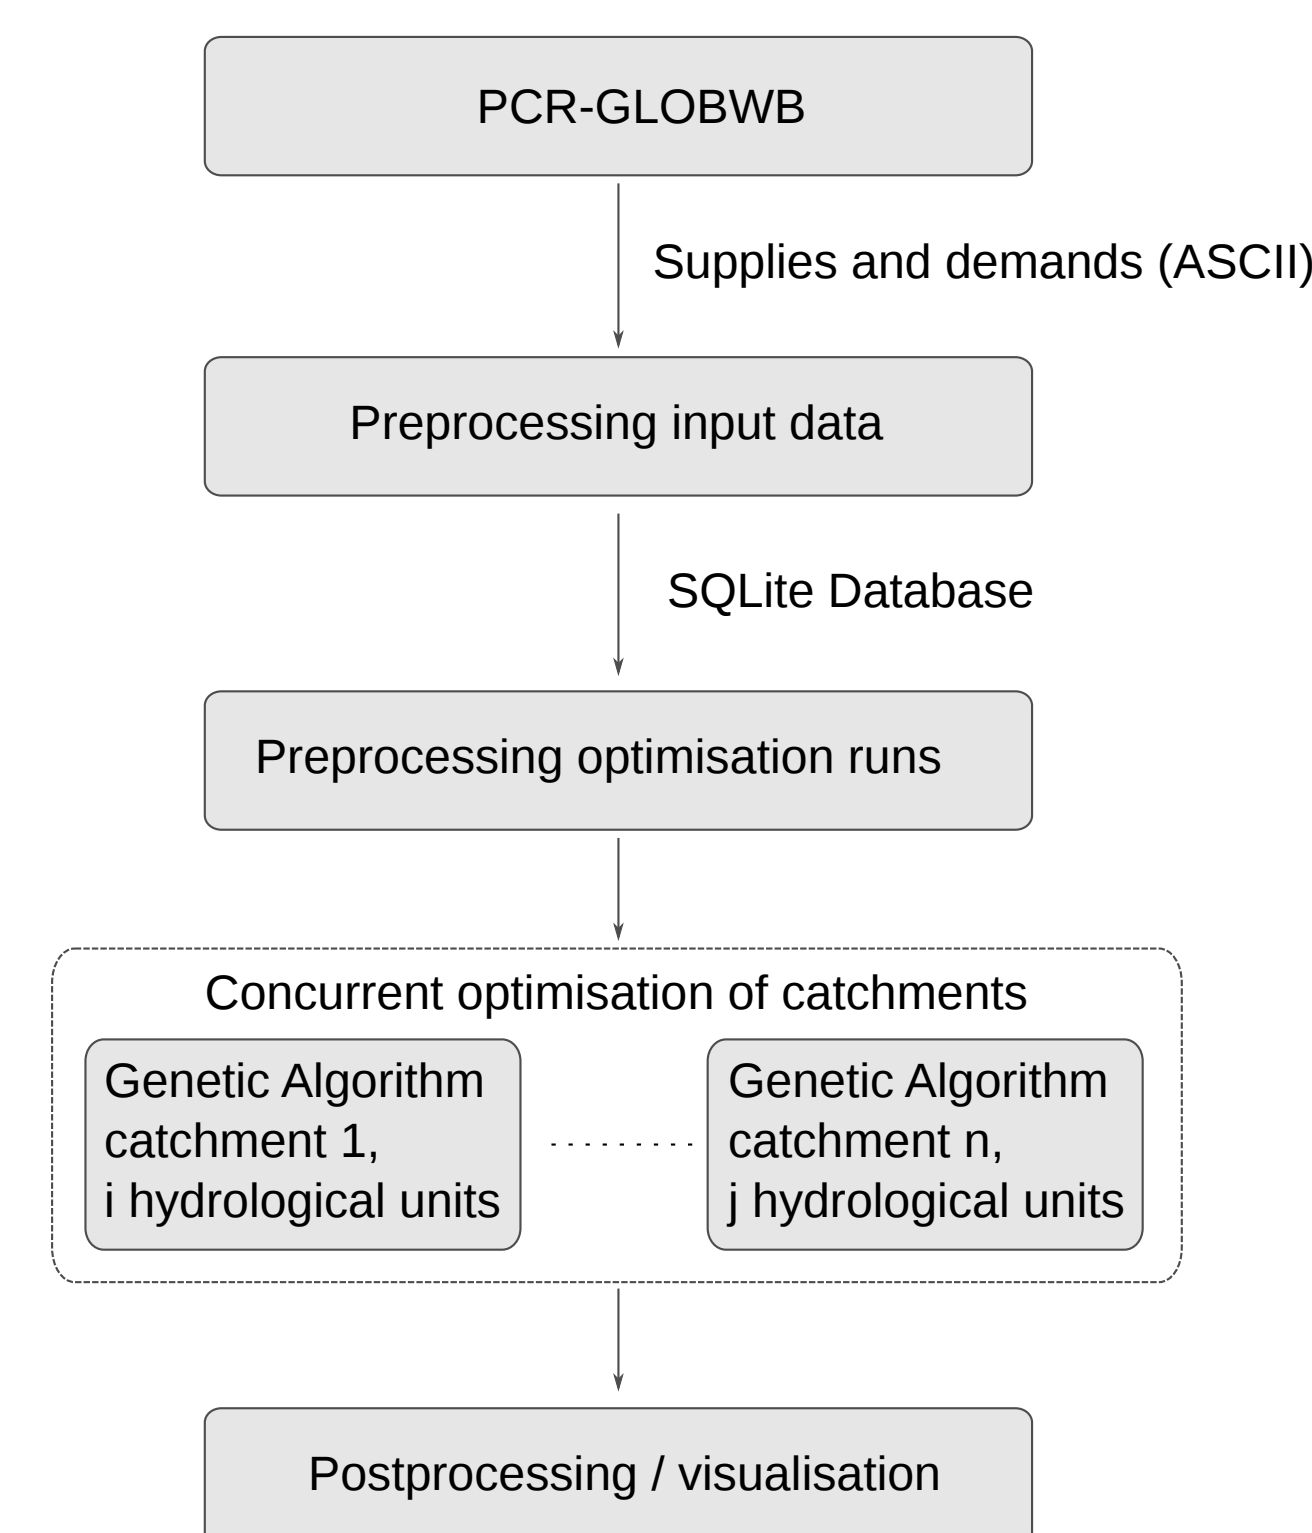 PCR-GLOBWB
Supplies and demands (ASCII)
Preprocessing input data
SQLite Database
Preprocessing optimisation runs
Concurrent optimisation of catchments
Genetic Algorithm
catchment 1,
i hydrological units
Genetic Algorithm
catchment n,
j hydrological units
Postprocessing / visualisation